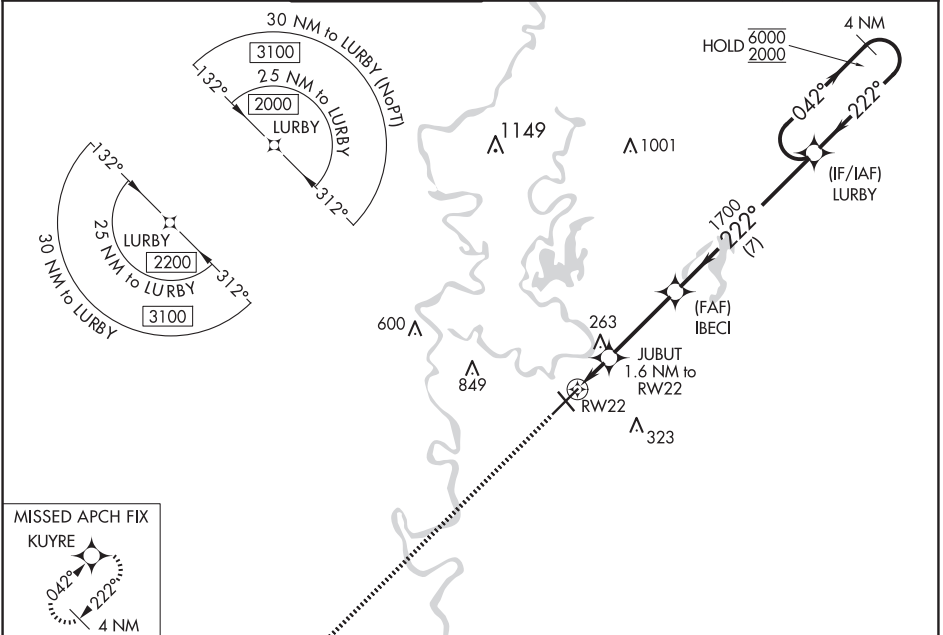 30 NM to LURBY (NoPT)
3100
25 NM to LURBY
2000
LURBY
132°
312°
132°
LURBY
2200
25 NM to LURBY
312°
3100
30 NM to LURBY
1149
1001
HOLD 6000
2000
4 NM
042°
222°
(IF/IAF)
LURBY
1700
222°
(7)
(FAF)
IBECI
600
849
263
JUBUT
1.6 NM to
RW22
RW22
323
MISSED APCH FIX
KUYRE
042°
222°
4 NM